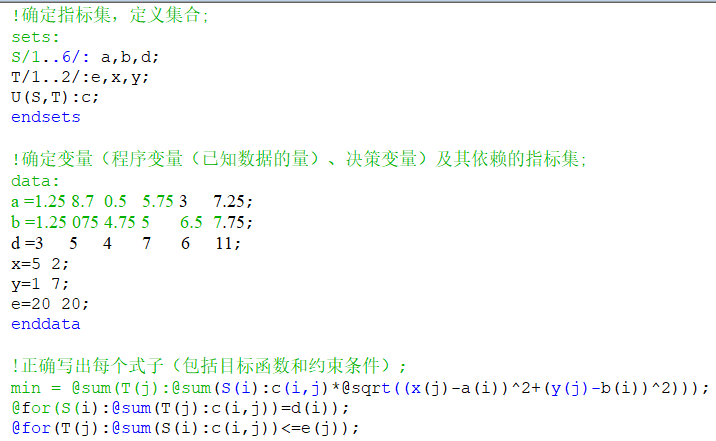 !确定指标集，定义集合;
sets:
S/1..6/: a,b,d;
T/1..2/:e,x,y;
U(S,T):c;
endsets
!确定变量（程序变量（已知数据的量）、决策变量）及其依赖的指标集;
data:
a =1.25 8.7 0.5 5.75 3 7.25;
b =1.25 075 4.75 5 6.5 7.75;
d =3 5 4 7 6 11;
x=5 2;
y=1 7;
e=20 20;
enddata
!正确写出每个式子（包括目标函数和约束条件）;
min = @sum(T(j):@sum(S(i):c(i,j)*@sqrt((x(j)-a(i))^2+(y(j)-b(i))^2)));
@for(S(i):@sum(T(j):c(i,j))=d(i));
@for(T(j):@sum(S(i):c(i,j))<=e(j));